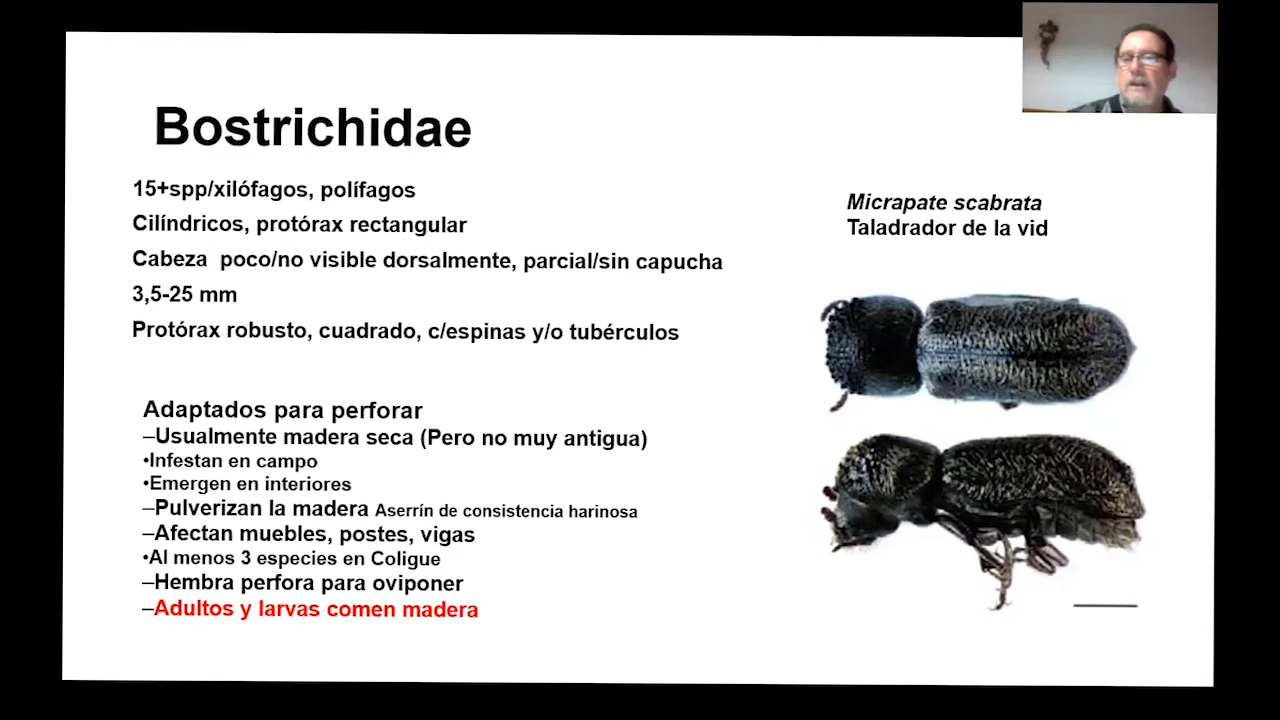 Bostrichidae
15+spp/xilófagos, polífagos
Cilíndricos, protórax rectangular
Cabeza poco/no visible dorsalmente, parcial/sin capucha
3,5-25 mm
Protórax robusto, cuadrado, c/espinas y/o tubérculos
Adaptados para perforar
–Usualmente madera seca (Pero no muy antigua)
•Infestan en campo
•Emergen en interiores
–Pulverizan la madera Aserrín de consistencia harinosa
–Afectan muebles, postes, vigas
•Al menos 3 especies en Coligue
–Hembra perfora para oviponer
–Adultos y larvas comen madera
Micrapate scabrata
Taladrador de la vid